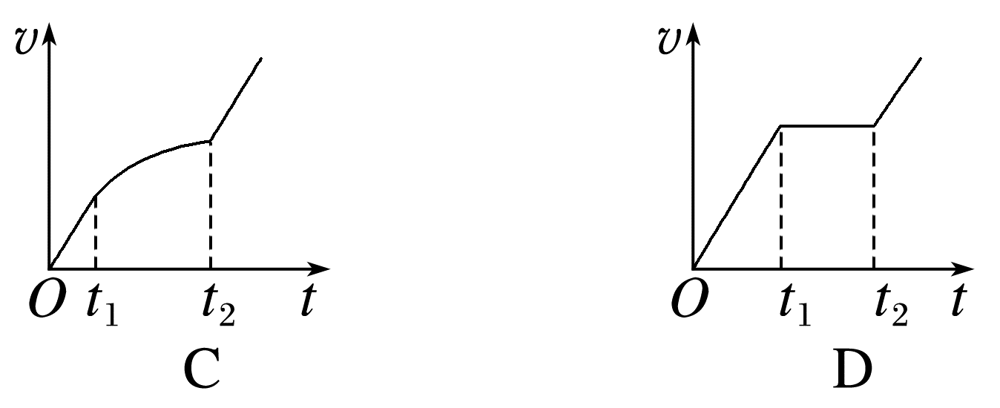 v v
O t₁ t₂ t O t₁ t₂ t
C D